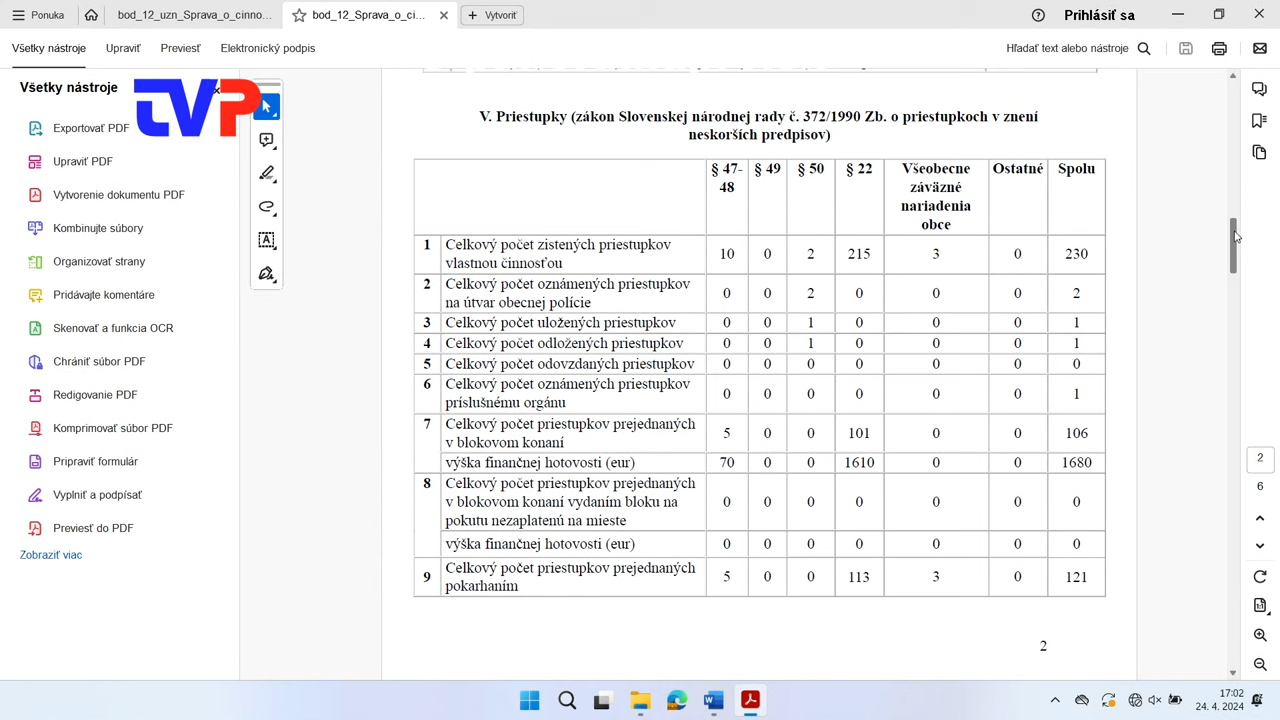 Ponuka
bod_12_uzn_Sprava_o_cinno...
bod_12_Sprava_o_ci...
Vytvoriť
Prihlásiť sa
Všetky nástroje
Upraviť
Previesť
Elektronický podpis
Hľadať text alebo nástroje
Všetky nástroje
TVP
Exportovať PDF
Upraviť PDF
Vytvorenie dokumentu PDF
Kombinujte súbory
Organizovať strany
Pridávajte komentáre
Skenovať a funkcia OCR
Chrániť súbor PDF
Redigovanie PDF
Komprimovať súbor PDF
Pripraviť formulár
Vyplniť a podpísať
Previesť do PDF
Zobraziť viac
V. Priestupky (zákon Slovenskej národnej rady č. 372/1990 Zb. o priestupkoch v znení
neskorších predpisov)
§ 47- § 49 § 50 § 22 Všeobecne Ostatné Spolu
48 záväzné
nariadenia
obce
1 Celkový počet zistených priestupkov
vlastnou činnosťou 10 0 2 215 3 0 230
2 Celkový počet oznámených priestupkov
na útvar obecnej polície 0 0 2 0 0 0 2
3 Celkový počet uložených priestupkov 0 0 1 0 0 0 1
4 Celkový počet odložených priestupkov 0 0 1 0 0 0 1
5 Celkový počet odovzdaných priestupkov 0 0 0 0 0 0 0
6 Celkový počet oznámených priestupkov
príslušnému orgánu 0 0 0 0 0 0 1
7 Celkový počet priestupkov prejednaných
v blokovom konaní 5 0 0 101 0 0 106
výška finančnej hotovosti (eur) 70 0 0 1610 0 0 1680
8 Celkový počet priestupkov prejednaných
v blokovom konaní vydaním bloku na 0 0 0 0 0 0 0
pokutu nezaplatenú na mieste
výška finančnej hotovosti (eur) 0 0 0 0 0 0 0
9 Celkový počet priestupkov prejednaných
pokarhaním 5 0 0 113 3 0 121
2
2
6
17:02
24. 4. 2024